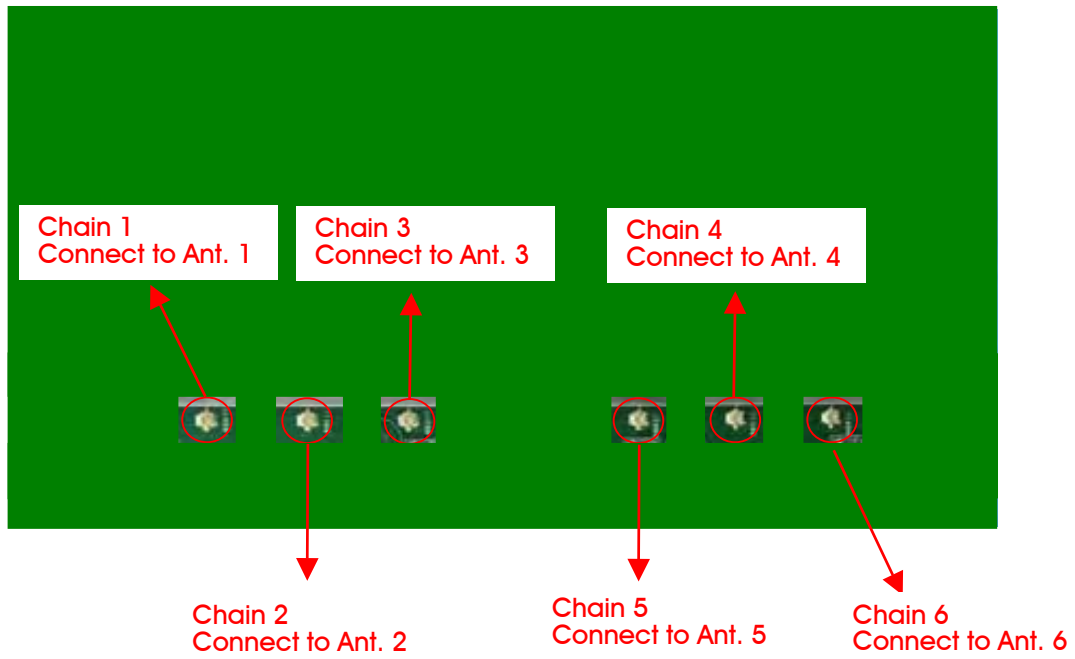 Chain 1
Connect to Ant. 1
Chain 3
Connect to Ant. 3
Chain 4
Connect to Ant. 4
Chain 2
Connect to Ant. 2
Chain 5
Connect to Ant. 5
Chain 6
Connect to Ant. 6